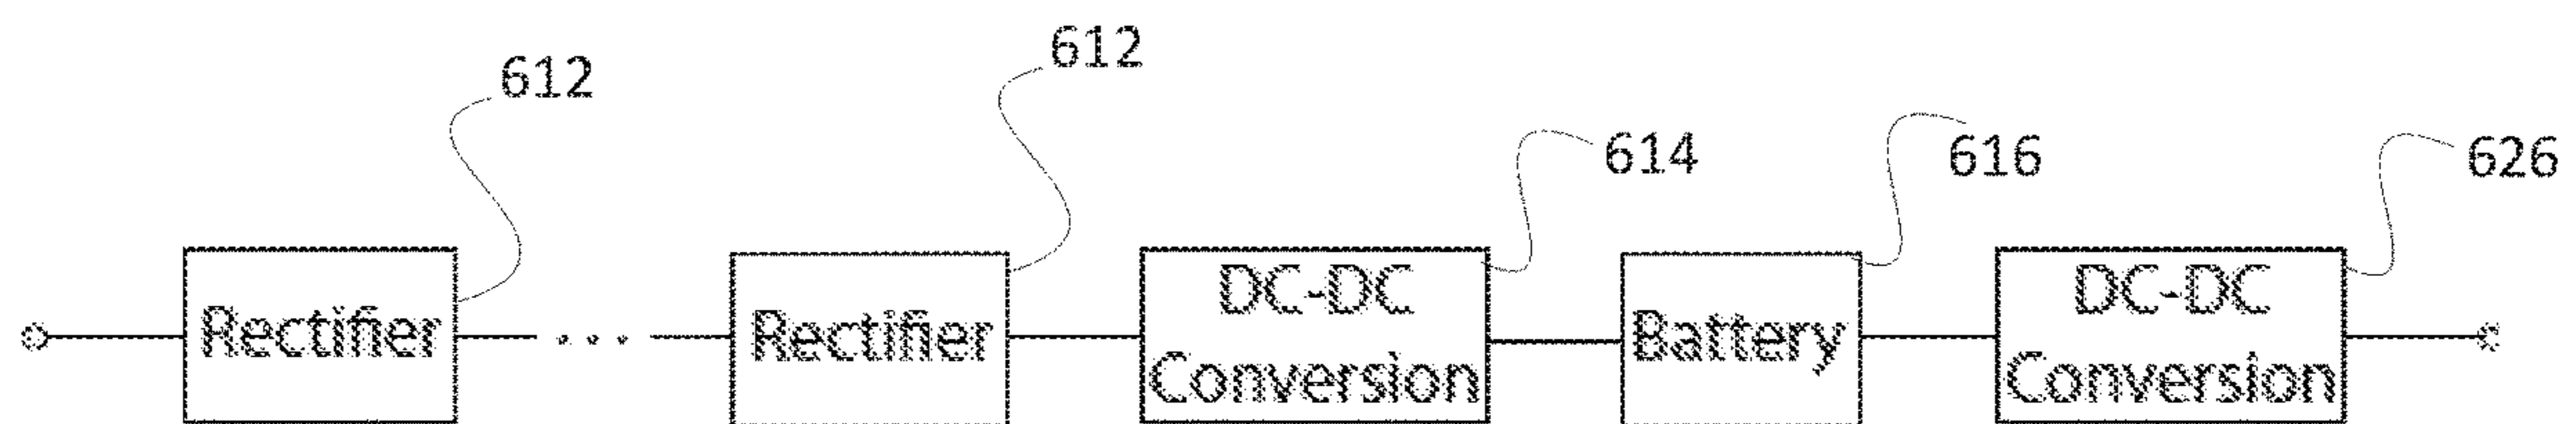 612
612
614
616
626
Rectifier
...
Rectifier
DC-DC
Conversion
Battery
DC-DC
Conversion